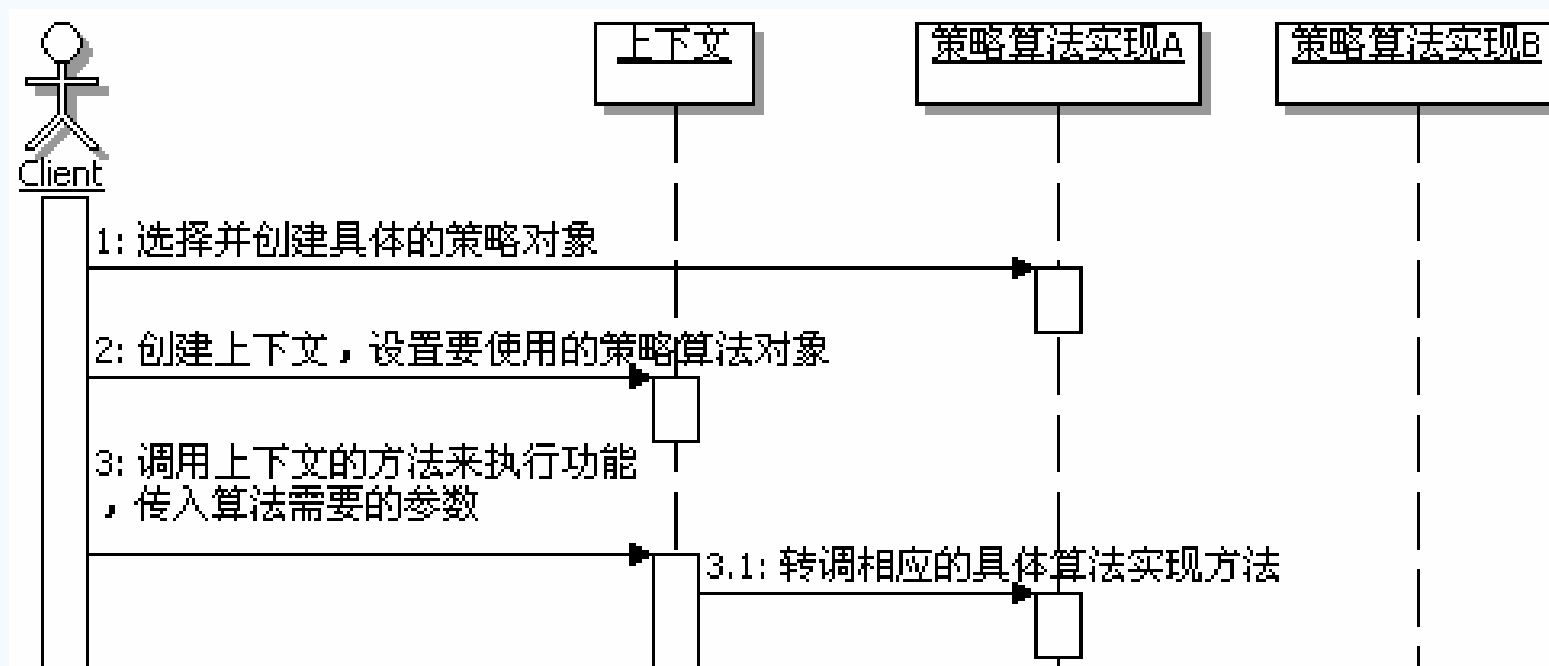 上下文
策略算法实现A
策略算法实现B
Client
1: 选择并创建具体的策略对象
2: 创建上下文，设置要使用的策略算法对象
3: 调用上下文的方法来执行功能
，传入算法需要的参数
3.1: 转调相应的具体算法实现方法